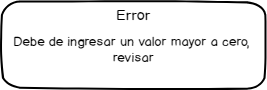 Error
Debe de ingresar un valor mayor a cero,
revisar